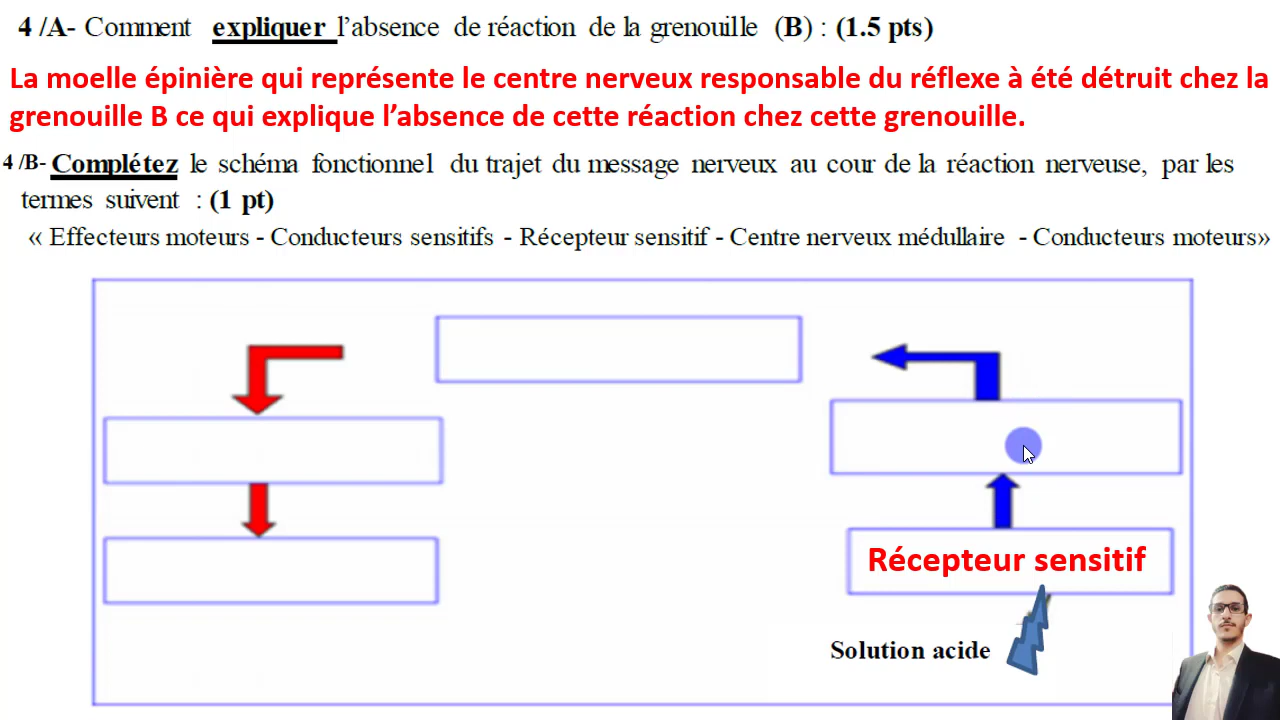 4 /A- Comment expliquer l’absence de réaction de la grenouille (B) : (1.5 pts)
La moelle épinière qui représente le centre nerveux responsable du réflexe à été détruit chez la
grenouille B ce qui explique l’absence de cette réaction chez cette grenouille.
4 /B- Complétez le schéma fonctionnel du trajet du message nerveux au cour de la réaction nerveuse, par les
termes suivent : (1 pt)
« Effecteurs moteurs - Conducteurs sensitifs - Récepteur sensitif - Centre nerveux médullaire - Conducteurs moteurs»
Récepteur sensitif
Solution acide